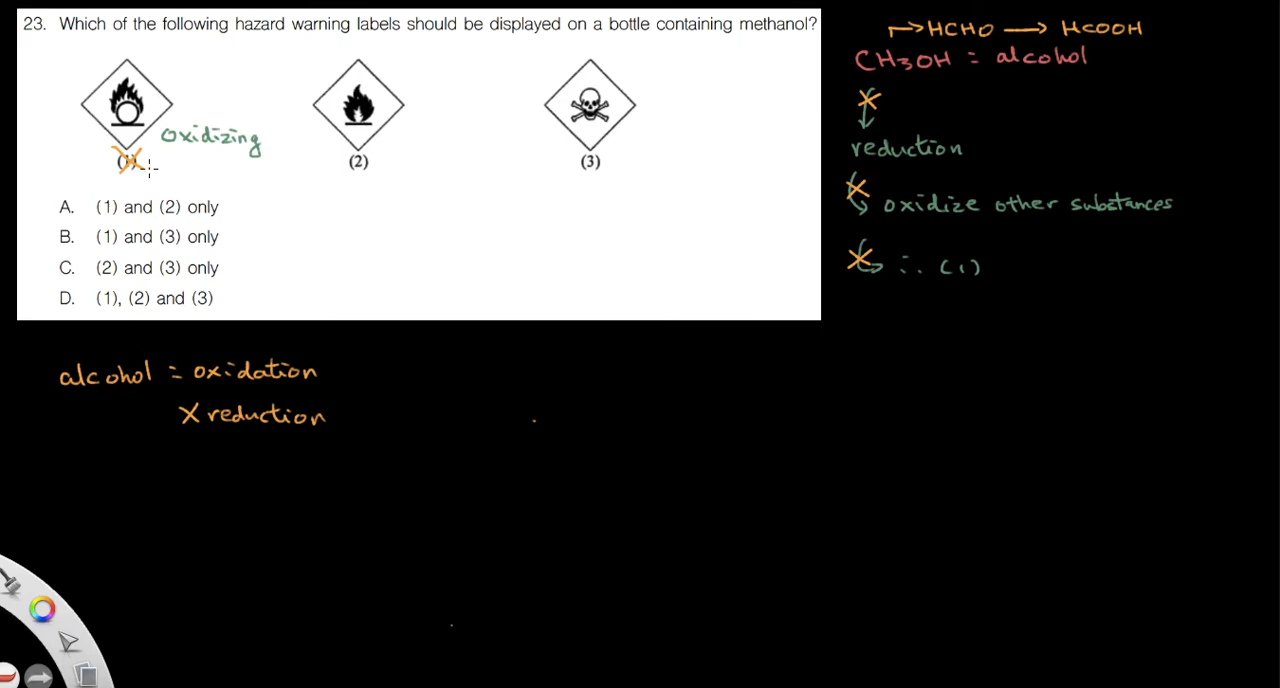 23. Which of the following hazard warning labels should be displayed on a bottle containing methanol?
oxidizing
(1) (2) (3)
A. (1) and (2) only
B. (1) and (3) only
C. (2) and (3) only
D. (1), (2) and (3)
→ HCHO → HCOOH
CH3OH = alcohol
reduction
oxidize other substances
∴ (1)
alcohol = oxidation
X reduction